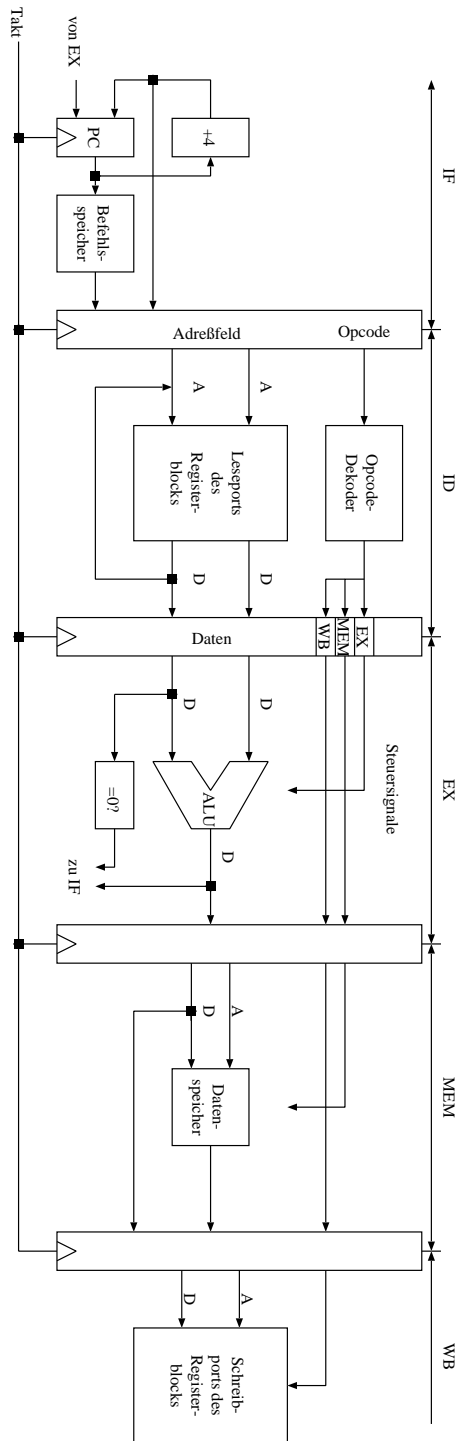 IF
ID
EX
MEM
WB
Takt
von EX
PC
+4
Befehls-
speicher
Adreßfeld
Opcode
A
A
Leseports
des
Register-
blocks
Opcode-
Dekoder
D
D
Daten
WB
MEM
EX
D
D
Steuersignale
=0?
ALU
D
zu IF
D
A
Daten-
speicher
D
A
Schreib-
ports des
Register-
blocks